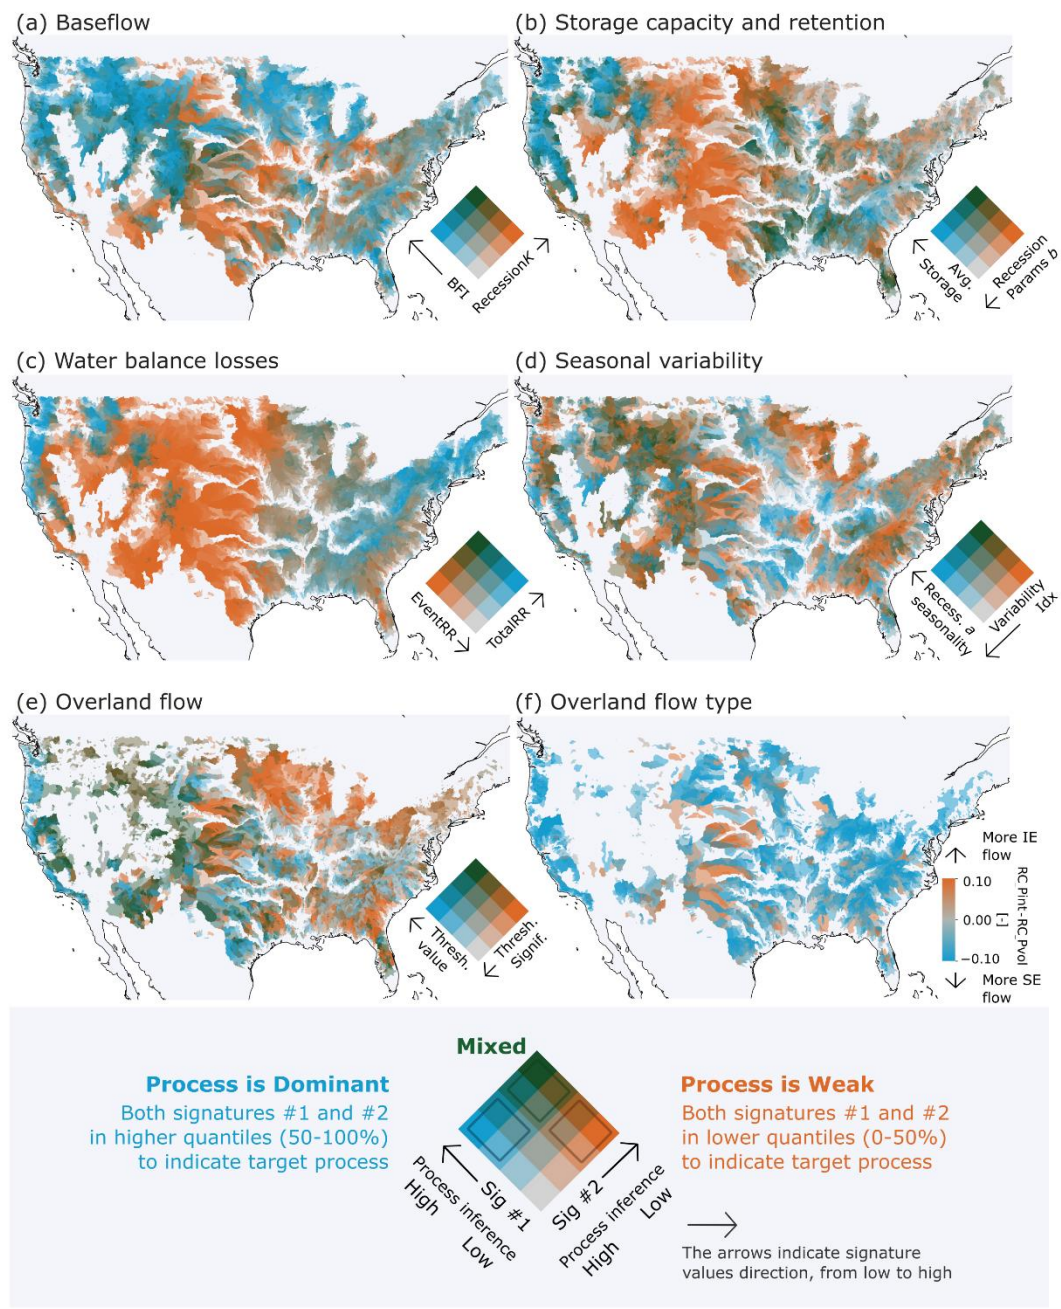 (a) Baseflow
(b) Storage capacity and retention
BFI
RecessionK
Avg.
Storage
Recession
Params b
(c) Water balance losses
(d) Seasonal variability
EventRR
TotalRR
Recess. a
seasonality
Variability
Idx
(e) Overland flow
(f) Overland flow type
Thresh.
value
Thresh.
Signif.
More IE
flow
0.10
0.00
−0.10
RC_Pint-RC_Pvol
[-]
More SE
flow
Mixed
Process is Dominant
Both signatures #1 and #2
in higher quantiles (50-100%)
to indicate target process
Process is Weak
Both signatures #1 and #2
in lower quantiles (0-50%)
to indicate target process
Sig #1
Process inference
High
Low
Sig #2
Process inference
High
Low
The arrows indicate signature
values direction, from low to high